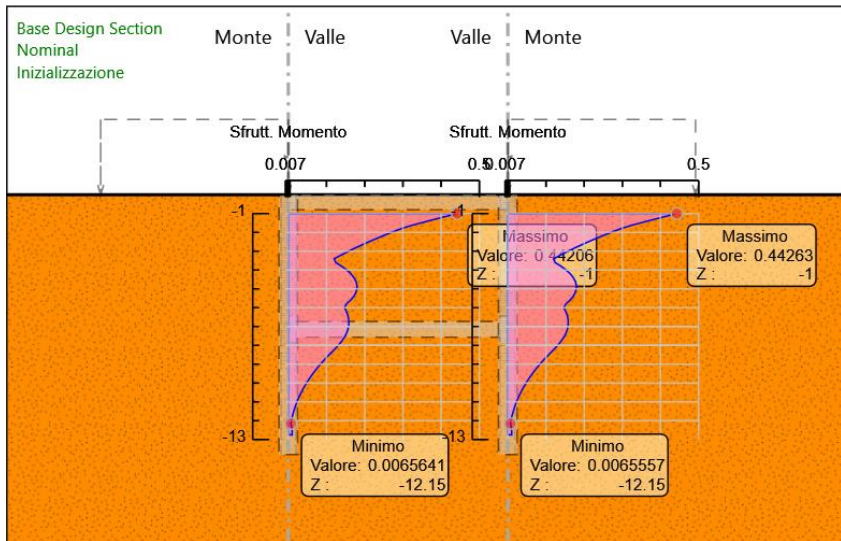 Base Design Section
Nominal
Inizializzazione
Monte
Valle
Valle
Monte
Sfrutt. Momento
Sfrutt. Momento
0.007
0.5
0.007
0.5
-1
-1
Massimo
Valore: 0.44206
Z : -1
Massimo
Valore: 0.44263
Z : -1
-13
-13
Minimo
Valore: 0.0065641
Z : -12.15
Minimo
Valore: 0.0065557
Z : -12.15